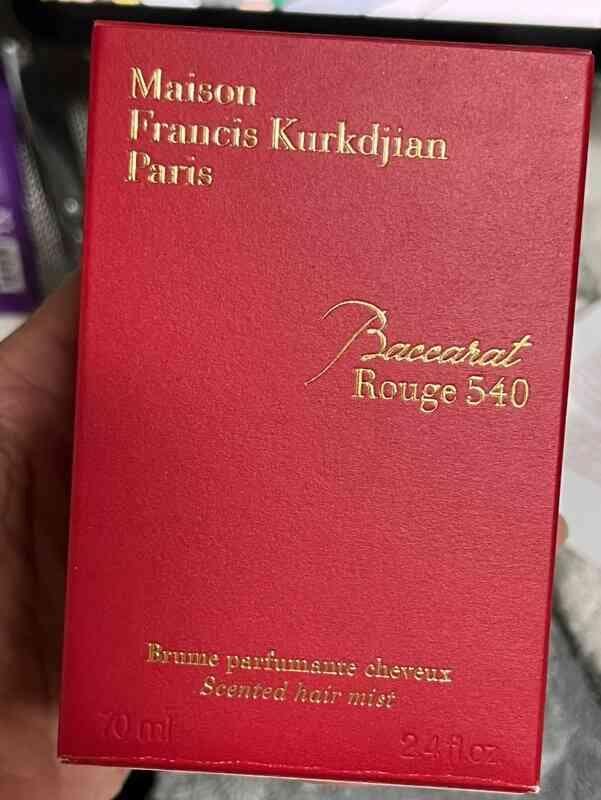 Maison
Francis Kurkdjian
Paris
Baccarat
Rouge 540
Brume parfumante cheveux
Scented hair mist
70 ml
2.4 fl.oz